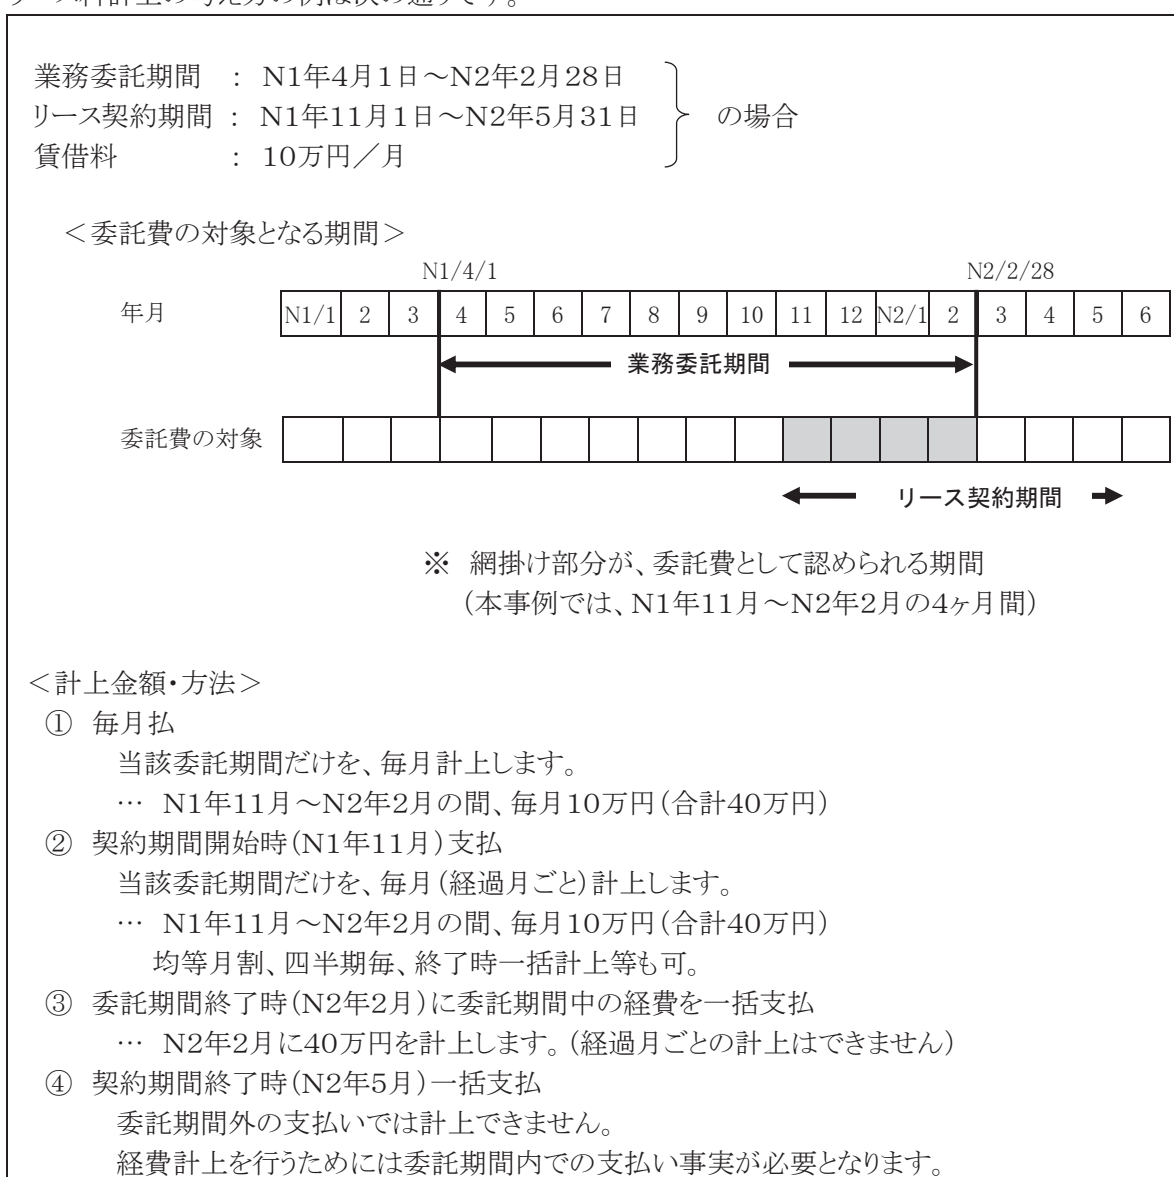 リース料計上の考え方の例は次の通りです。
業務委託期間 : N1年4月1日～N2年2月28日
リース契約期間 : N1年11月1日～N2年5月31日 の場合
賃借料 : 10万円／月
＜委託費の対象となる期間＞
N1/4/1 N2/2/28
年月 N1/1 2 3 4 5 6 7 8 9 10 11 12 N2/1 2 3 4 5 6
業務委託期間
委託費の対象
リース契約期間
※ 網掛け部分が、委託費として認められる期間
（本事例では、N1年11月～N2年2月の4ヶ月間）
＜計上金額・方法＞
① 毎月払
当該委託期間だけを、毎月計上します。
… N1年11月～N2年2月の間、毎月10万円（合計40万円）
② 契約期間開始時（N1年11月）支払
当該委託期間だけを、毎月（経過月ごと）計上します。
… N1年11月～N2年2月の間、毎月10万円（合計40万円）
均等月割、四半期毎、終了時一括計上等も可。
③ 委託期間終了時（N2年2月）に委託期間中の経費を一括支払
… N2年2月に40万円を計上します。（経過月ごとの計上はできません）
④ 契約期間終了時（N2年5月）一括支払
委託期間外の支払いでは計上できません。
経費計上を行うためには委託期間内での支払い事実が必要となります。